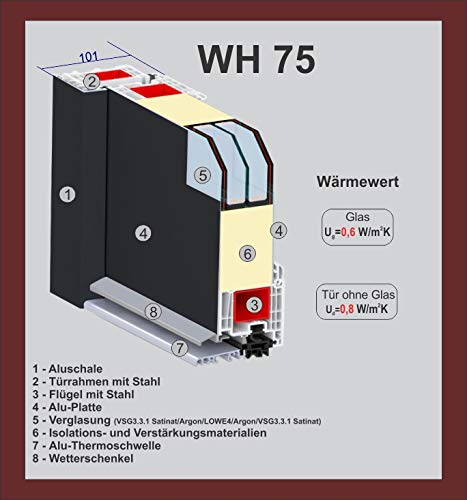 101
WH 75
2
1
5
4
Wärmewert
Glas
Ug=0,6 W/m²K
4
6
Tür ohne Glas
Ud=0,8 W/m²K
3
8
7
1 - Aluschale
2 - Türrahmen mit Stahl
3 - Flügel mit Stahl
4 - Alu-Platte
5 - Verglasung (VSG3.3.1 Satinat/Argon/LOWE4/Argon/VSG3.3.1 Satinat)
6 - Isolations- und Verstärkungsmaterialien
7 - Alu-Thermoschwelle
8 - Wetterschenkel